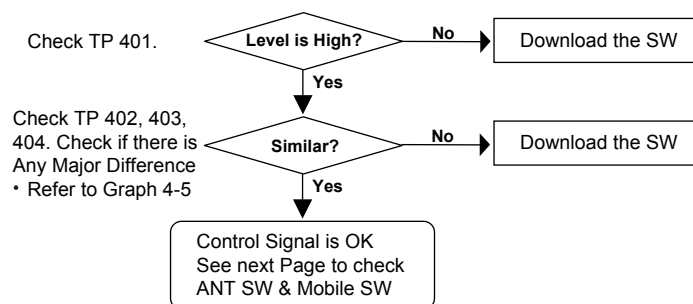 Check TP 401.
Level is High?
No
Download the SW
Yes
Check TP 402, 403,
404. Check if there is
Any Major Difference
• Refer to Graph 4-5
Similar?
No
Download the SW
Yes
Control Signal is OK
See next Page to check
ANT SW & Mobile SW